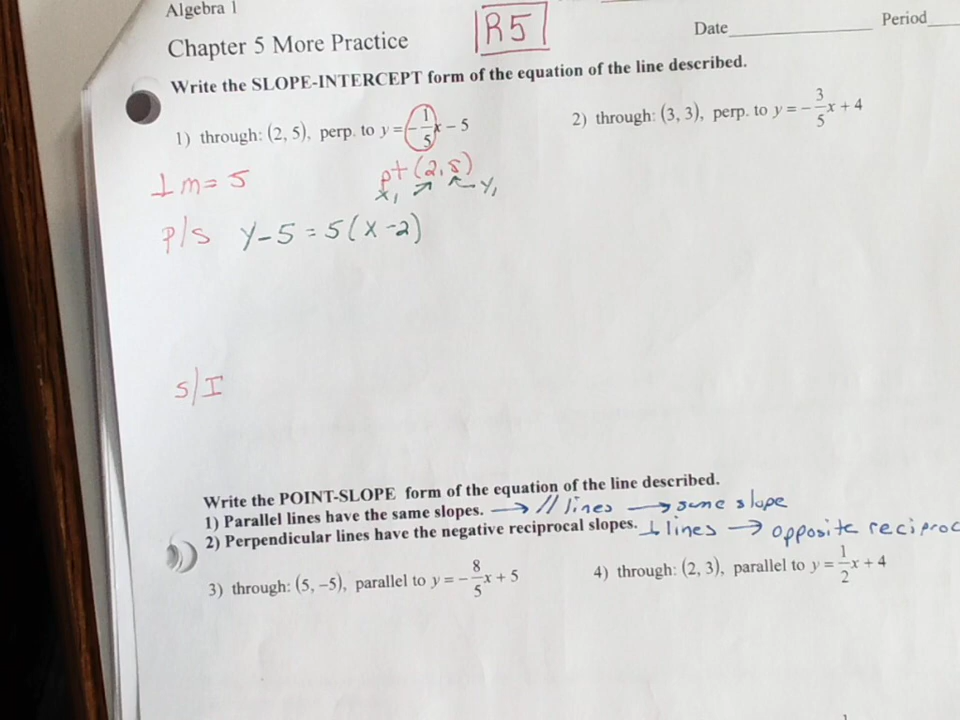 Algebra 1
R5
Date
Period
Chapter 5 More Practice
Write the SLOPE-INTERCEPT form of the equation of the line described.
1) through: (2, 5), perp. to y = -1/5 x - 5
2) through: (3, 3), perp. to y = -3/5 x + 4
⊥ m = 5
pt (2,5)
x₁ y₁
P/S y-5 = 5(x-2)
S/I
Write the POINT-SLOPE form of the equation of the line described.
1) Parallel lines have the same slopes. → // lines → same slope
2) Perpendicular lines have the negative reciprocal slopes. ⊥ lines → opposite reciproc
3) through: (5, -5), parallel to y = -8/5 x + 5
4) through: (2, 3), parallel to y = 1/2 x + 4